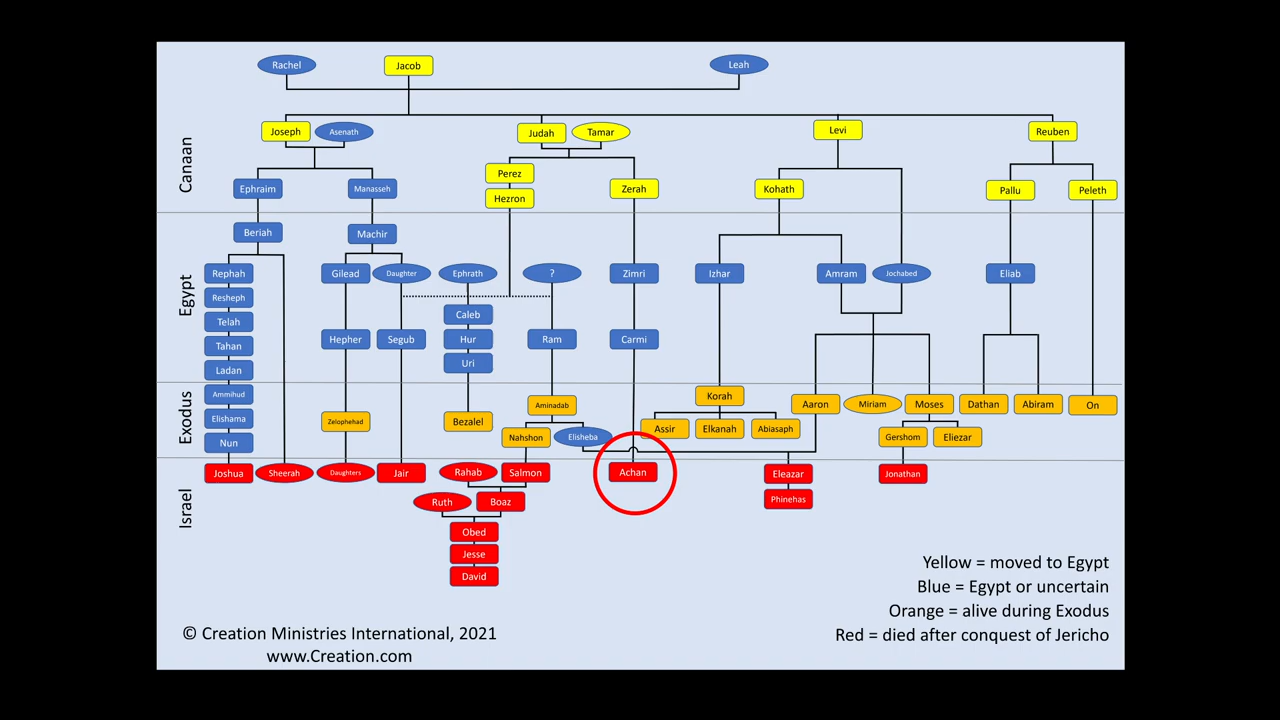 Rachel
Jacob
Leah
Canaan
Joseph
Asenath
Judah
Tamar
Levi
Reuben
Perez
Ephraim
Manasseh
Hezron
Zerah
Kohath
Pallu
Peleth
Egypt
Beriah
Machir
Rephah
Gilead
Daughter
Ephrath
?
Zimri
Izhar
Amram
Jochabed
Eliab
Resheph
Telah
Caleb
Tahan
Hepher
Segub
Hur
Ram
Carmi
Ladan
Uri
Exodus
Ammihud
Korah
Aminadab
Aaron
Miriam
Moses
Dathan
Abiram
On
Elishama
Zelophehad
Bezalel
Nahshon
Elisheba
Assir
Elkanah
Abiasaph
Gershom
Eliezer
Nun
Israel
Joshua
Sheerah
Daughters
Jair
Rahab
Salmon
Achan
Eleazar
Jonathan
Ruth
Boaz
Phinehas
Obed
Jesse
David
Yellow = moved to Egypt
Blue = Egypt or uncertain
Orange = alive during Exodus
Red = died after conquest of Jericho
© Creation Ministries International, 2021
www.Creation.com